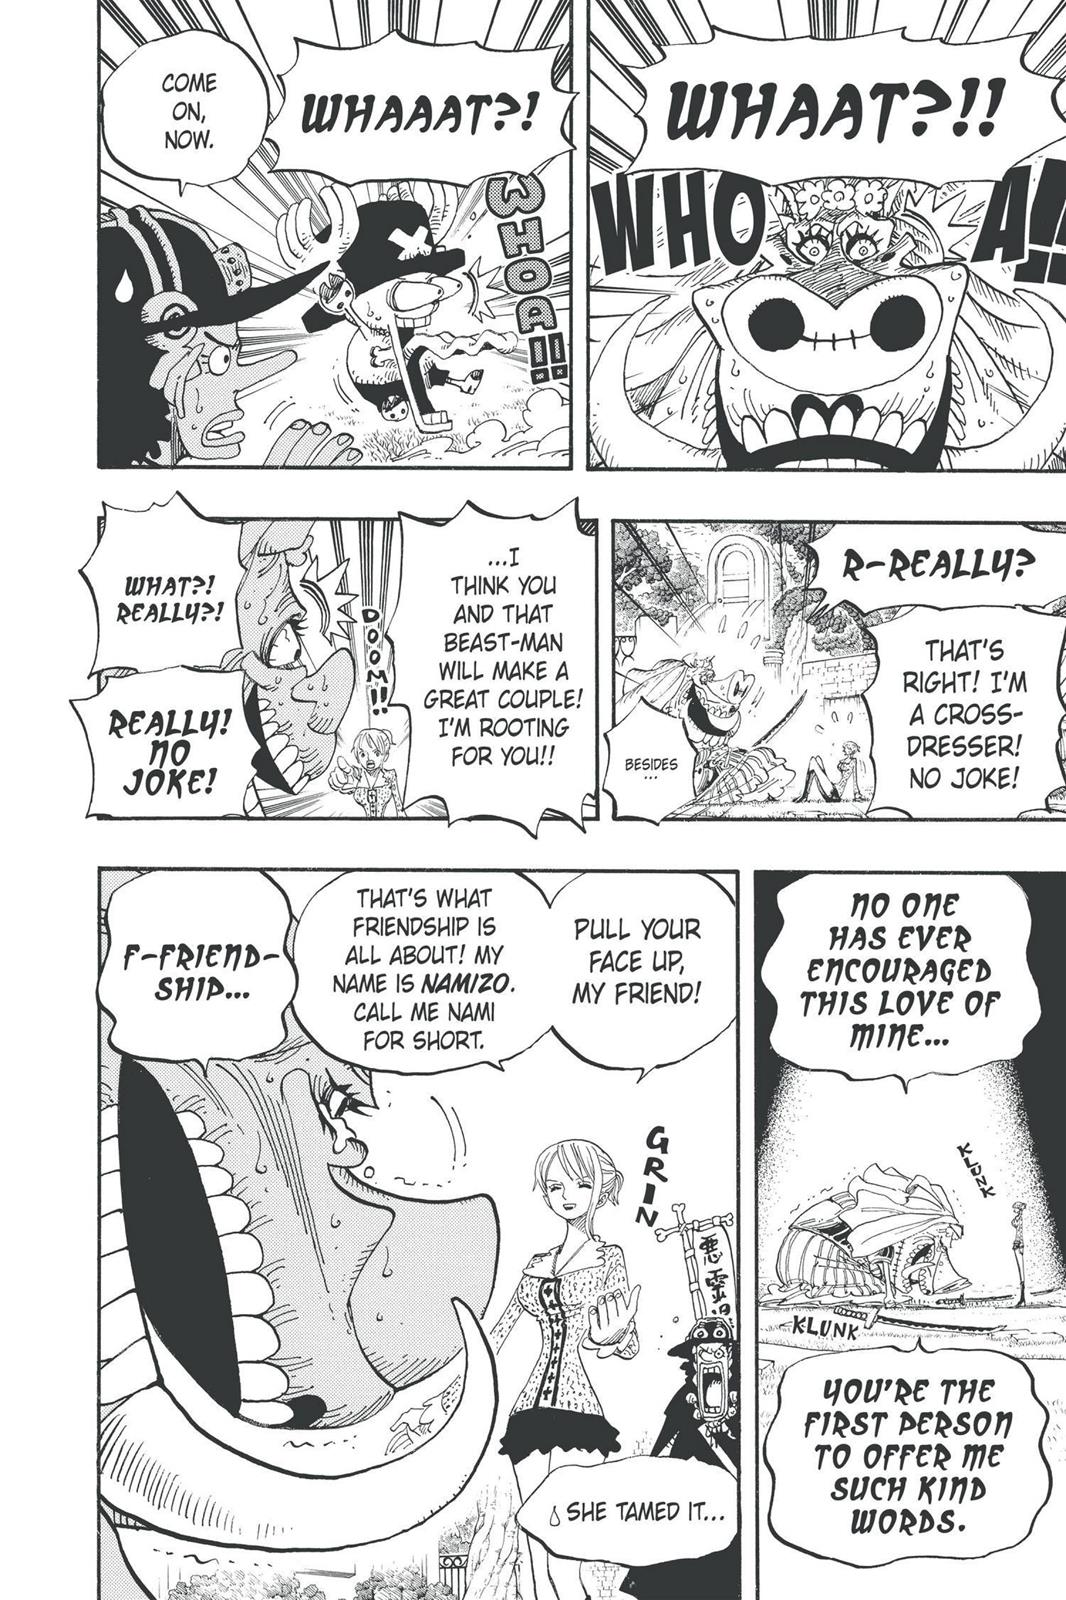 WHAAT?!!
WHOA!!
WHAAAT?!
WHOA!!
COME
ON,
NOW.
R-REALLY?
THAT'S
RIGHT! I'M
A CROSS-
DRESSER!
NO JOKE!
BESIDES
...
...I
THINK YOU
AND THAT
BEAST-MAN
WILL MAKE A
GREAT COUPLE!
I'M ROOTING
FOR YOU!!
DOOM!!
WHAT?!
REALLY?!
REALLY!
NO
JOKE!
NO ONE
HAS EVER
ENCOURAGED
THIS LOVE OF
MINE...
KLUNK
KLUNK
YOU'RE THE
FIRST PERSON
TO OFFER ME
SUCH KIND
WORDS.
PULL YOUR
FACE UP,
MY FRIEND!
THAT'S WHAT
FRIENDSHIP IS
ALL ABOUT! MY
NAME IS NAMIZO.
CALL ME NAMI
FOR SHORT.
F-FRIEND-
SHIP...
GRIN
悪霊
SHE TAMED IT...